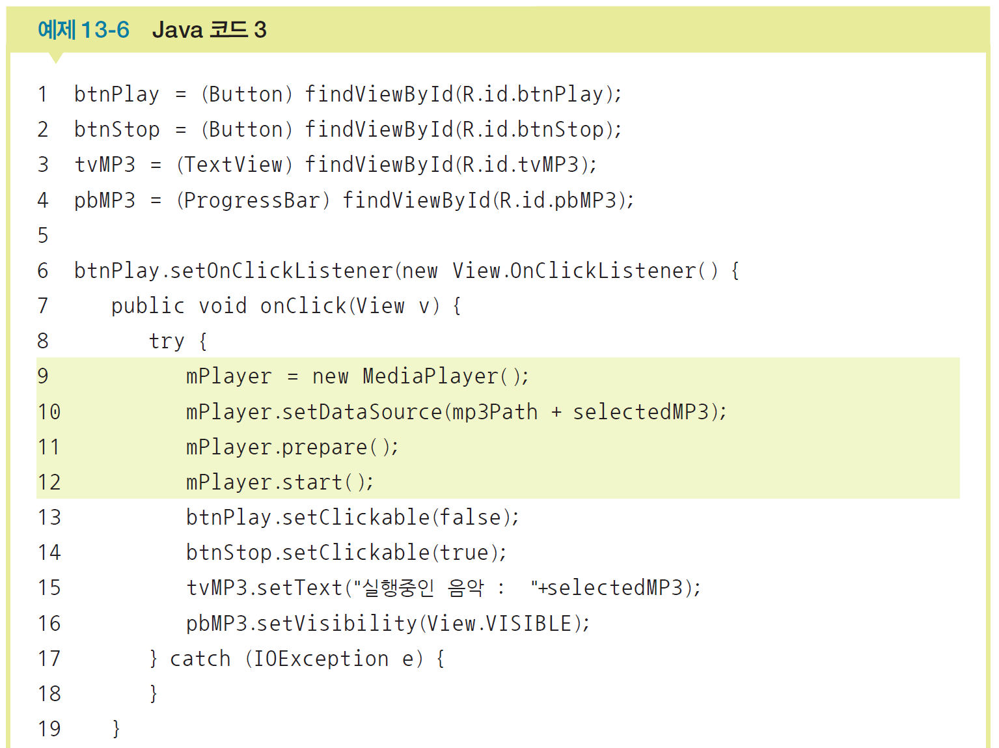 예제 13-6 Java 코드 3
1 btnPlay = (Button) findViewById(R.id.btnPlay);
2 btnStop = (Button) findViewById(R.id.btnStop);
3 tvMP3 = (TextView) findViewById(R.id.tvMP3);
4 pbMP3 = (ProgressBar) findViewById(R.id.pbMP3);
5
6 btnPlay.setOnClickListener(new View.OnClickListener() {
7 public void onClick(View v) {
8 try {
9 mPlayer = new MediaPlayer();
10 mPlayer.setDataSource(mp3Path + selectedMP3);
11 mPlayer.prepare();
12 mPlayer.start();
13 btnPlay.setClickable(false);
14 btnStop.setClickable(true);
15 tvMP3.setText("실행중인 음악 :  "+selectedMP3);
16 pbMP3.setVisibility(View.VISIBLE);
17 } catch (IOException e) {
18 }
19 }